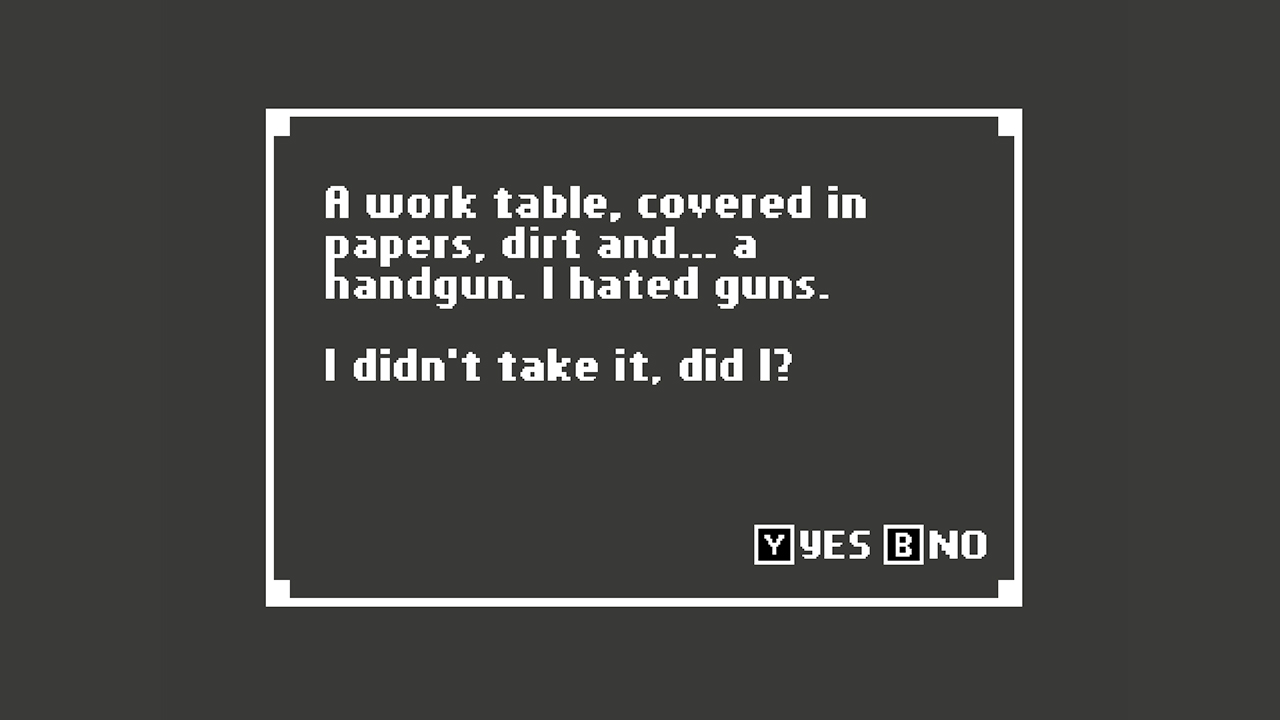 A work table, covered in
papers, dirt and... a
handgun. I hated guns.
I didn't take it, did I?
Y YES B NO